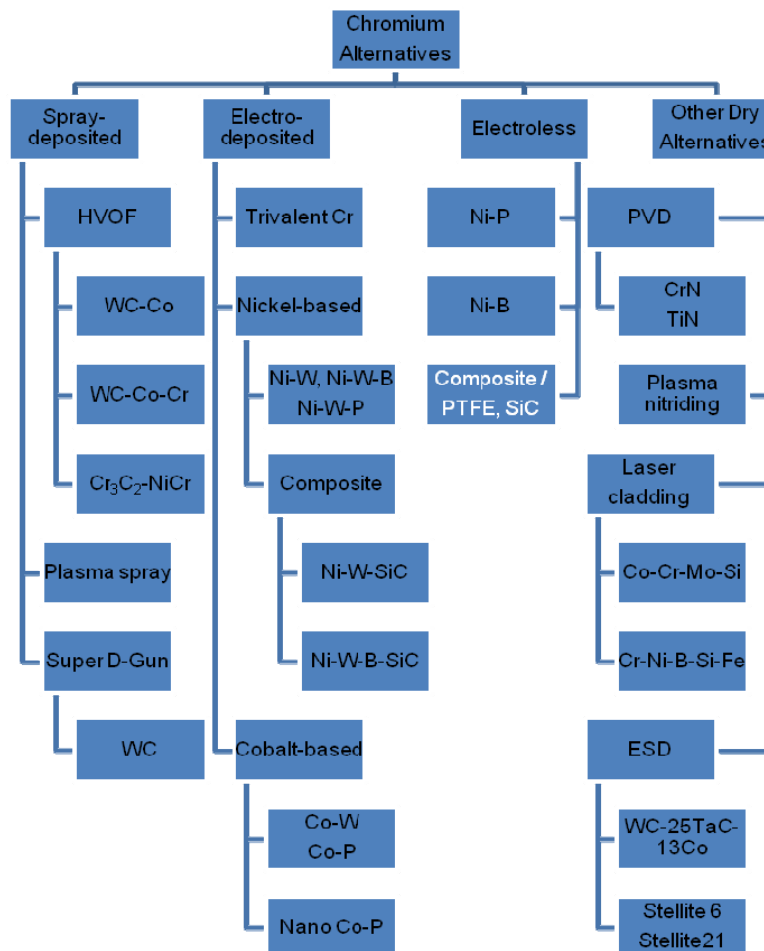 Chromium
Alternatives
Spray-
deposited
Electro-
deposited
Electroless
Other Dry
Alternatives
HVOF
WC-Co
WC-Co-Cr
Cr₃C₂-NiCr
Plasma spray
Super D-Gun
WC
Trivalent Cr
Nickel-based
Ni-W, Ni-W-B
Ni-W-P
Composite
Ni-W-SiC
Ni-W-B-SiC
Cobalt-based
Co-W
Co-P
Nano Co-P
Ni-P
Ni-B
Composite /
PTFE, SiC
PVD
CrN
TiN
Plasma
nitriding
Laser
cladding
Co-Cr-Mo-Si
Cr-Ni-B-Si-Fe
ESD
WC-25TaC-
13Co
Stellite 6
Stellite21